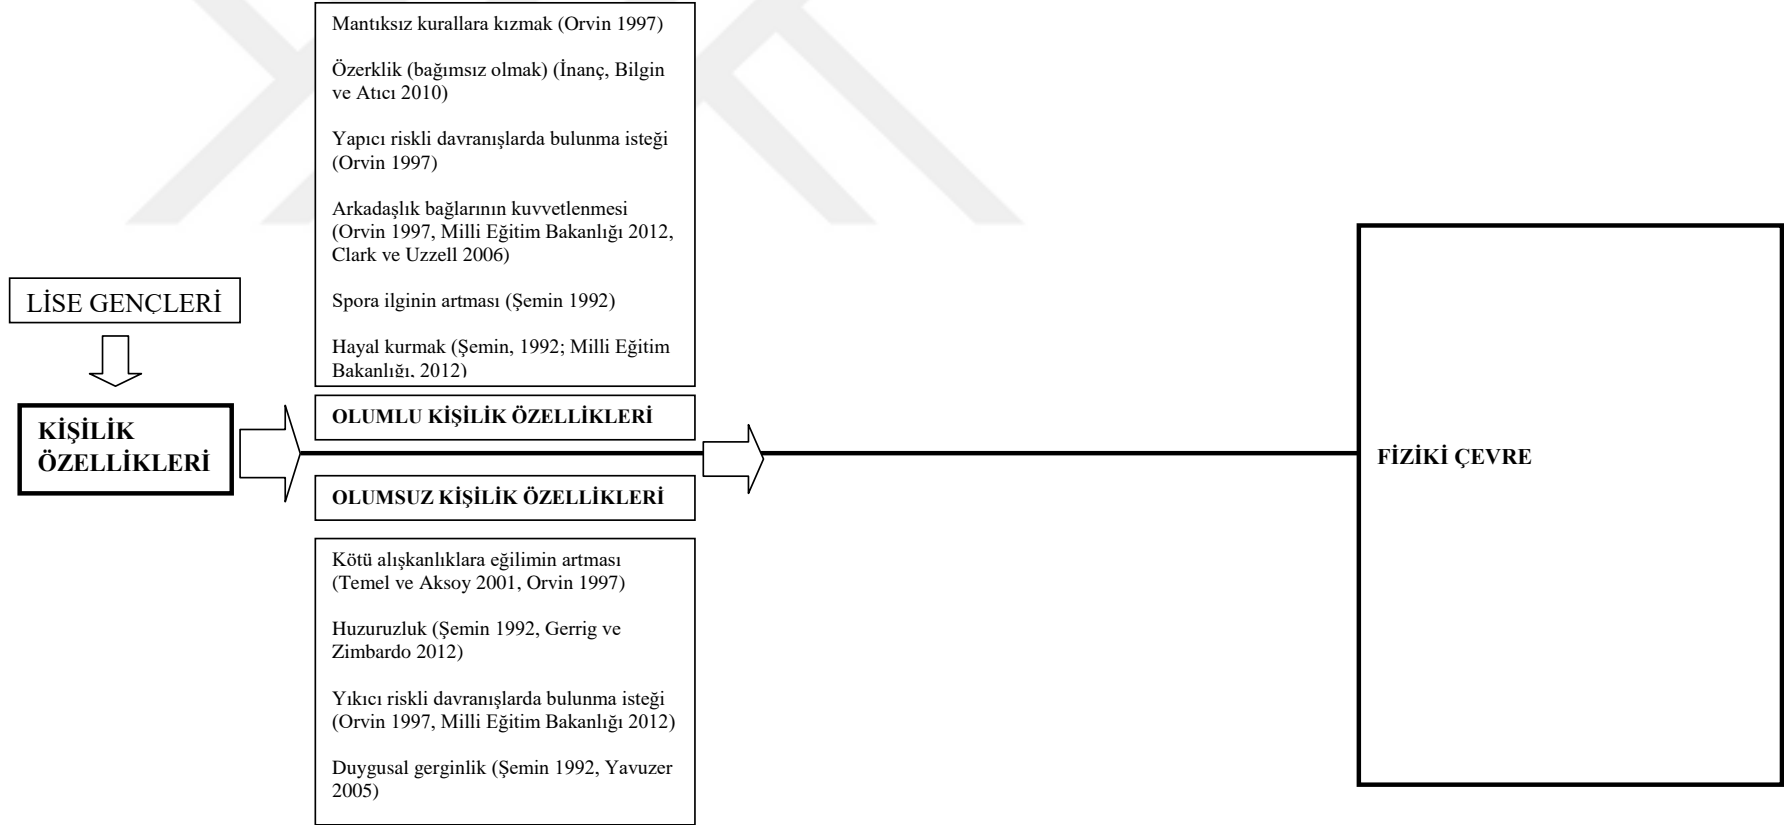 Mantıksız kurallara kızmak (Orvin 1997)
Özerklik (bağımsız olmak) (İnanç, Bilgin
ve Atıcı 2010)
Yapıcı riskli davranışlarda bulunma isteği
(Orvin 1997)
Arkadaşlık bağlarının kuvvetlenmesi
(Orvin 1997, Milli Eğitim Bakanlığı 2012,
Clark ve Uzzell 2006)
Spora ilginin artması (Şemin 1992)
Hayal kurmak (Şemin, 1992; Milli Eğitim
Bakanlığı, 2012)
LİSE GENÇLERİ
KİŞİLİK
ÖZELLİKLERİ
OLUMLU KİŞİLİK ÖZELLİKLERİ
OLUMSUZ KİŞİLİK ÖZELLİKLERİ
Kötü alışkanlıklara eğilimin artması
(Temel ve Aksoy 2001, Orvin 1997)
Huzuruzluk (Şemin 1992, Gerrig ve
Zimbardo 2012)
Yıkıcı riskli davranışlarda bulunma isteği
(Orvin 1997, Milli Eğitim Bakanlığı 2012)
Duygusal gerginlik (Şemin 1992, Yavuzer
2005)
FİZİKİ ÇEVRE